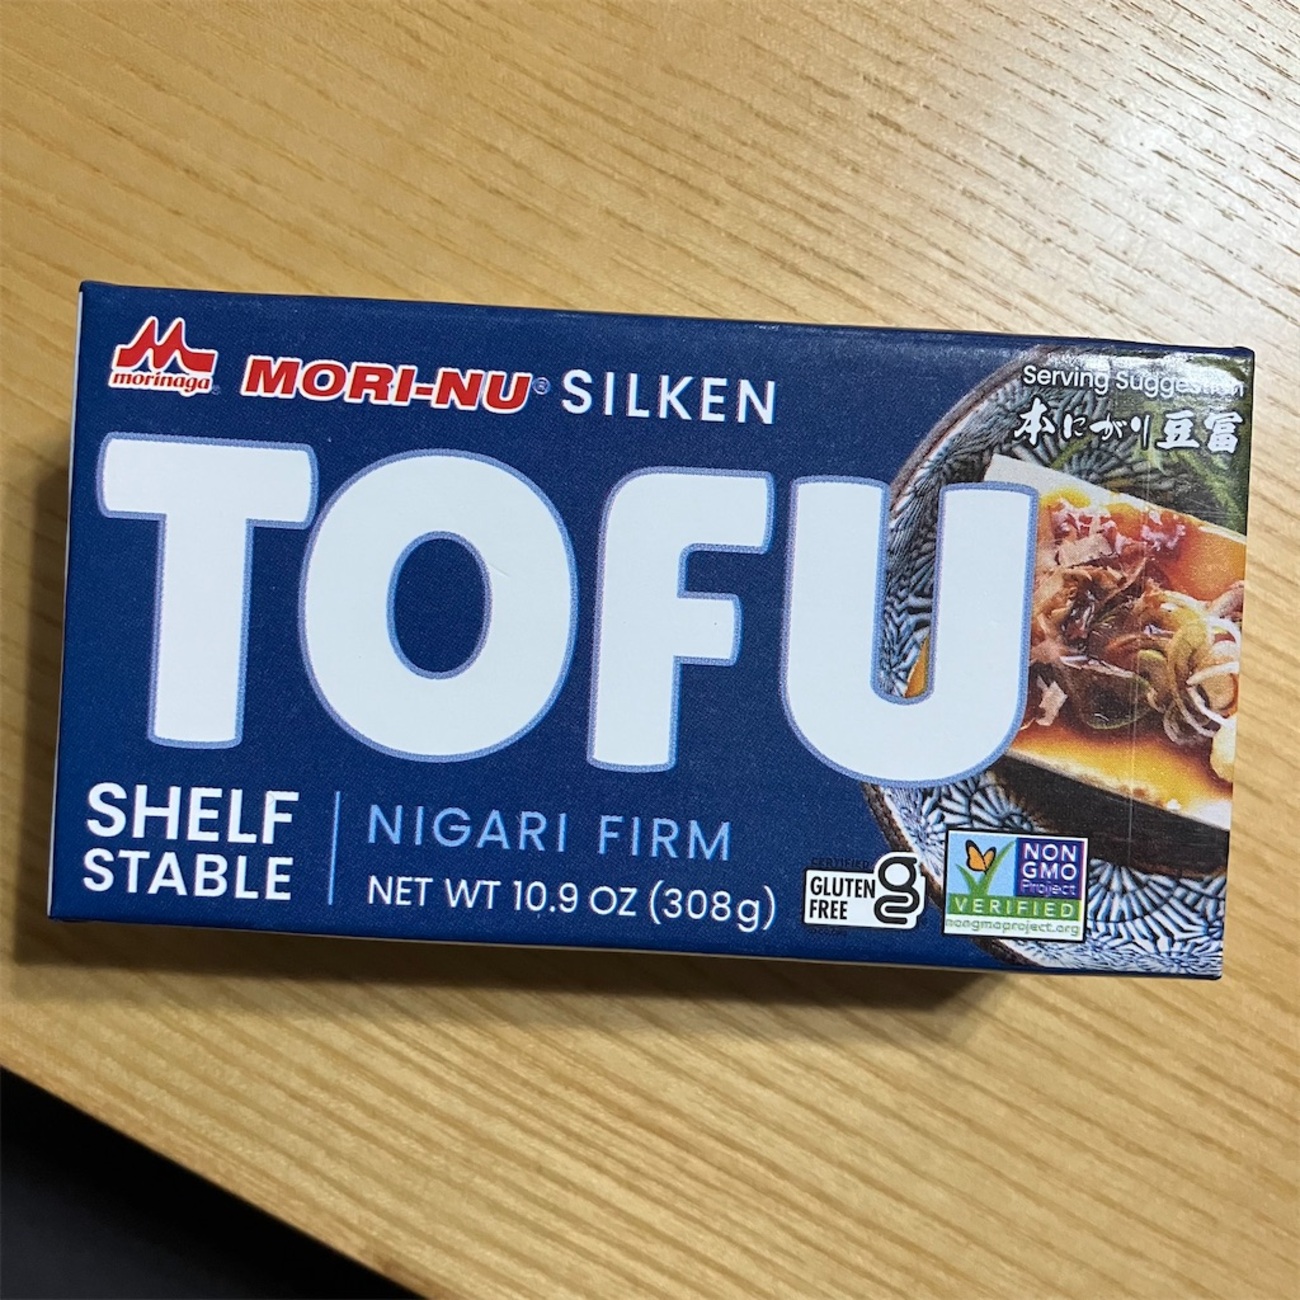 morinaga
MORI-NU® SILKEN
TOFU
SHELF
STABLE
NIGARI FIRM
NET WT 10.9 OZ (308g)
Serving Suggestion
本にがり豆富
CERTIFIED
GLUTEN
FREE
NON
GMO
Project
VERIFIED
nongmoproject.org